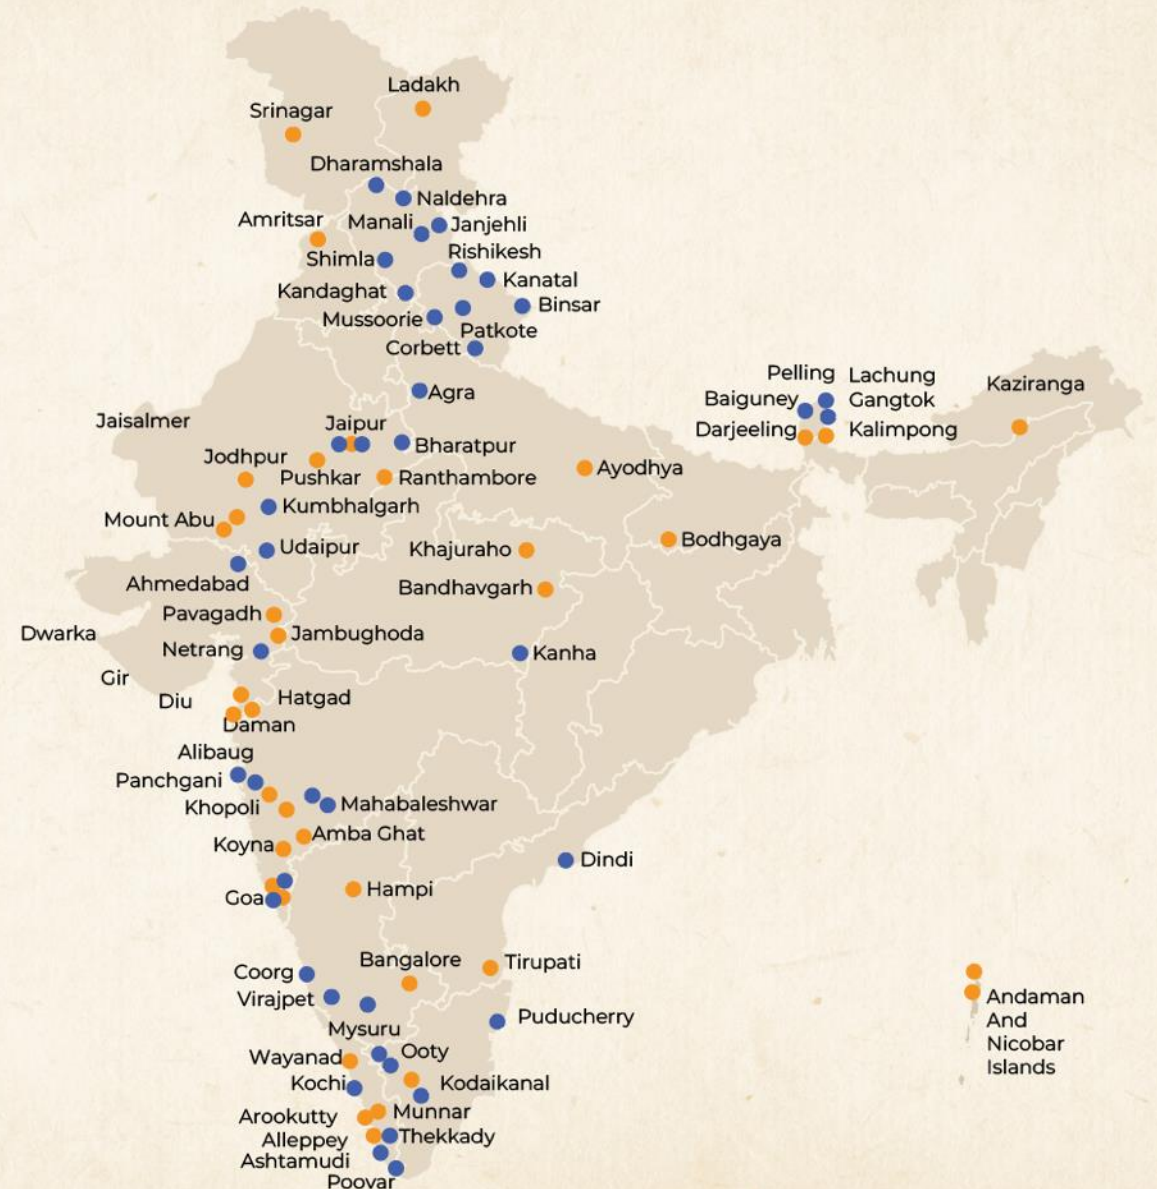 Ladakh
Srinagar
Dharamshala
Naldehra
Amritsar
Manali
Janjehli
Rishikesh
Shimla
Kanatal
Kandaghat
Binsar
Mussoorie
Patkote
Corbett
Pelling
Lachung
Kaziranga
Agra
Baiguney
Gangtok
Jaisalmer
Jaipur
Darjeeling
Kalimpong
Bharatpur
Jodhpur
Ayodhya
Pushkar
Ranthambore
Kumbhalgarh
Mount Abu
Bodhgaya
Udaipur
Khajuraho
Ahmedabad
Bandhavgarh
Pavagadh
Dwarka
Jambughoda
Netrang
Kanha
Gir
Diu
Hatgad
Daman
Alibaug
Panchgani
Khopoli
Mahabaleshwar
Amba Ghat
Koyna
Dindi
Hampi
Goa
Bangalore
Tirupati
Coorg
Virajpet
Andaman
And
Nicobar
Islands
Puducherry
Mysuru
Ooty
Wayanad
Kochi
Kodaikanal
Munnar
Arookutty
Thekkady
Alleppey
Ashtamudi
Poovar